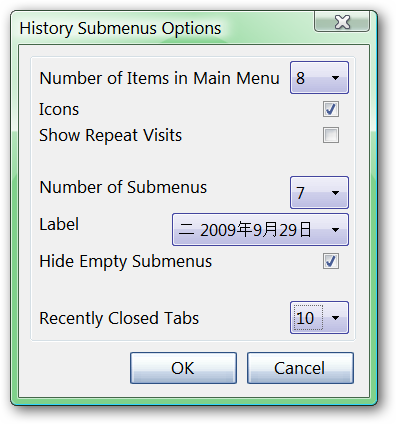 History Submenus Options
Number of Items in Main Menu 8
Icons
Show Repeat Visits
Number of Submenus 7
Label 二 2009年9月29日
Hide Empty Submenus
Recently Closed Tabs 10
OK Cancel